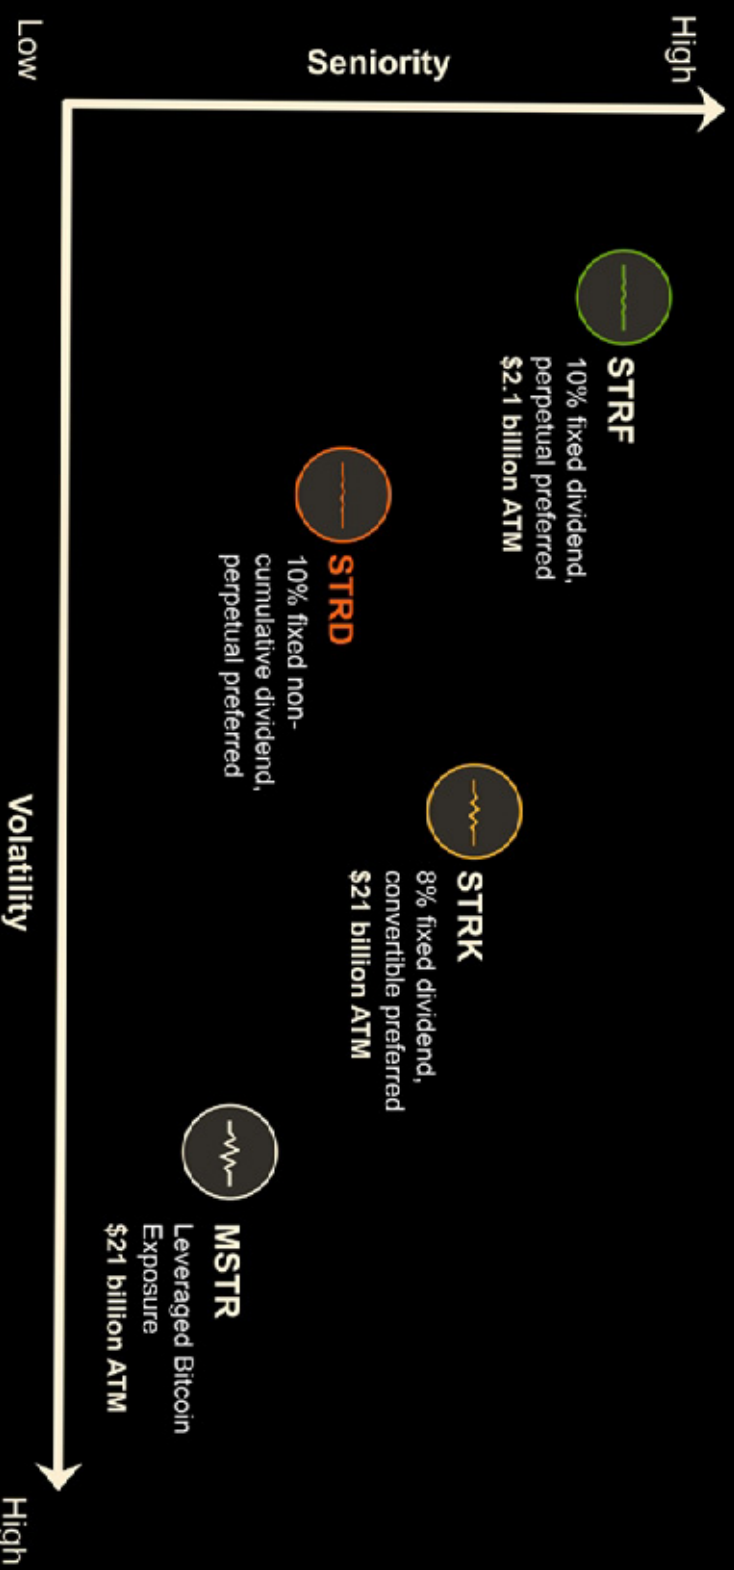 High
Seniority
Low
STRF
10% fixed dividend,
perpetual preferred
$2.1 billion ATM
STRD
10% fixed non-
cumulative dividend,
perpetual preferred
STRK
8% fixed dividend,
convertible preferred
$21 billion ATM
MSTR
Leveraged Bitcoin
Exposure
$21 billion ATM
Volatility
High